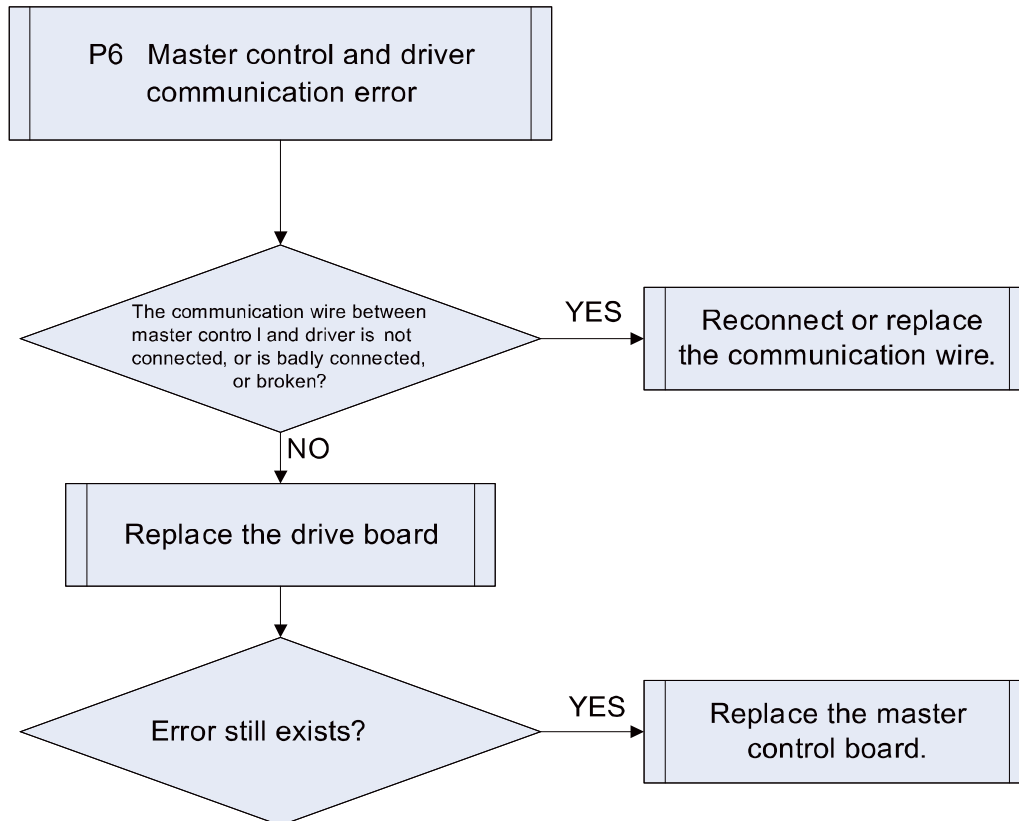 P6 Master control and driver
communication error
The communication wire between
master contro l and driver is not
connected, or is badly connected,
or broken?
YES
Reconnect or replace
the communication wire.
NO
Replace the drive board
Error still exists?
YES
Replace the master
control board.